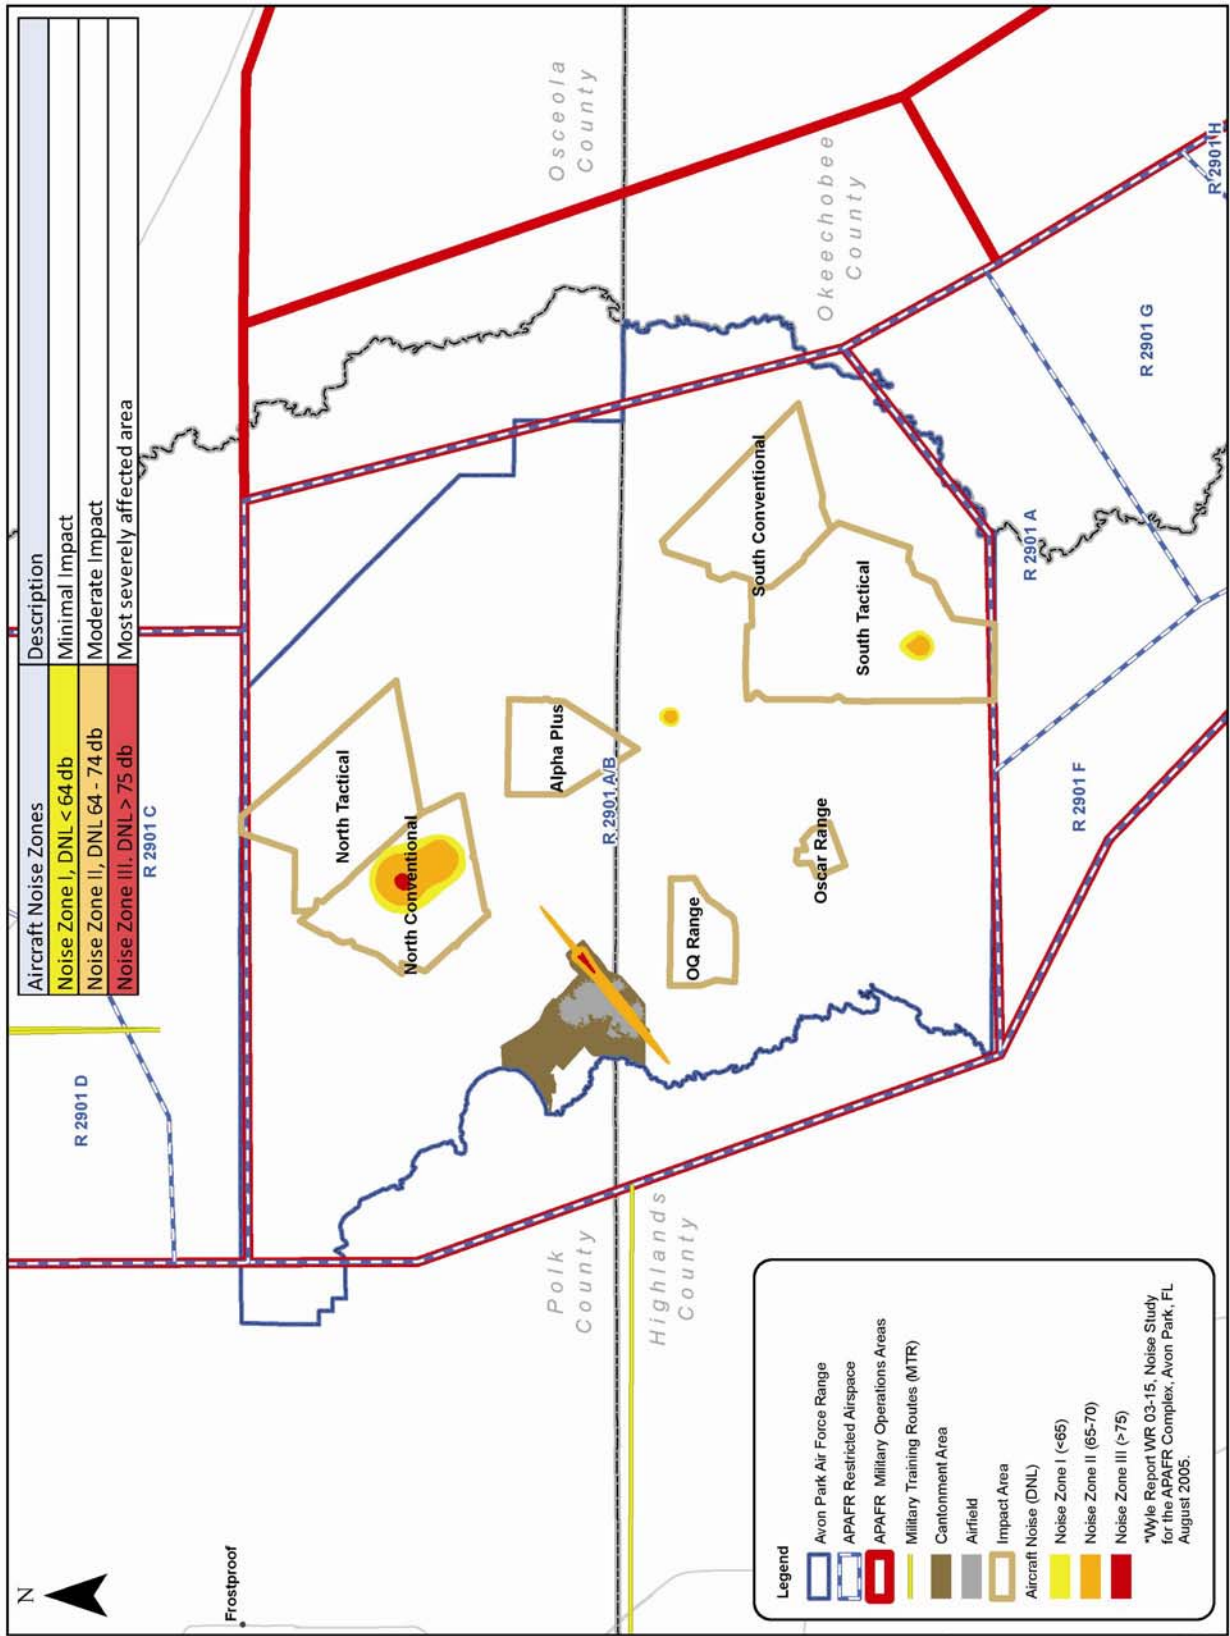 Aircraft Noise Zones Description
Noise Zone I, DNL < 64 db Minimal Impact
Noise Zone II, DNL 64 - 74 db Moderate Impact
Noise Zone III. DNL > 75 db Most severely affected area
N
Frostproof
R 2901 D
R 2901 C
Osceola
County
Okeechobee
County
Polk
County
Highlands
County
North Tactical
North Conventional
Alpha Plus
R 2901 A/B
South Conventional
South Tactical
OQ Range
Oscar Range
R 2901 A
R 2901 F
R 2901 G
R 2901 H
Legend
Avon Park Air Force Range
APAFR Restricted Airspace
APAFR Military Operations Areas
Military Training Routes (MTR)
Cantonment Area
Airfield
Impact Area
Aircraft Noise (DNL)
Noise Zone I (<65)
Noise Zone II (65-70)
Noise Zone III (>75)
*Wyle Report WR 03-15, Noise Study
for the APAFR Complex, Avon Park, FL
August 2005.